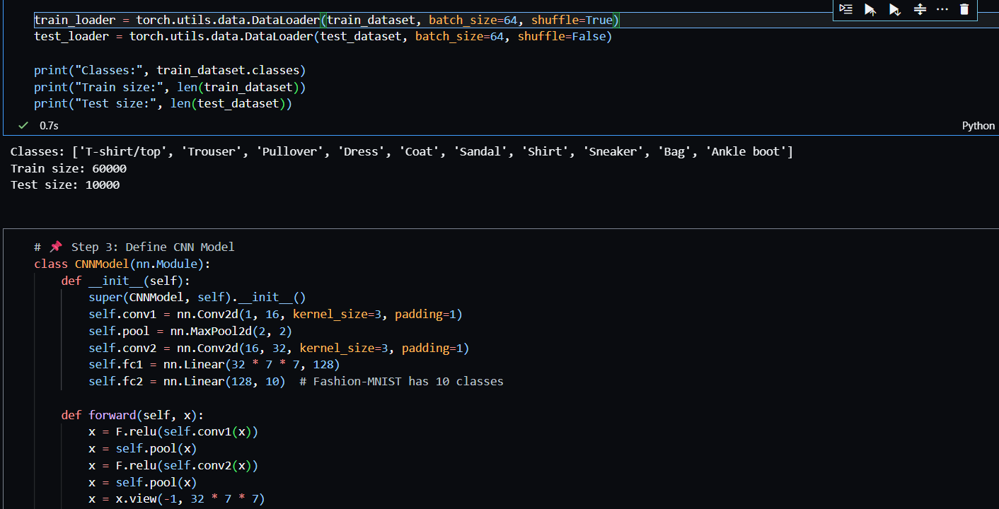 train_loader = torch.utils.data.DataLoader(train_dataset, batch_size=64, shuffle=True)
test_loader = torch.utils.data.DataLoader(test_dataset, batch_size=64, shuffle=False)
print("Classes:", train_dataset.classes)
print("Train size:", len(train_dataset))
print("Test size:", len(test_dataset))
0.7s
Python
Classes: ['T-shirt/top', 'Trouser', 'Pullover', 'Dress', 'Coat', 'Sandal', 'Shirt', 'Sneaker', 'Bag', 'Ankle boot']
Train size: 60000
Test size: 10000
# 📌 Step 3: Define CNN Model
class CNNModel(nn.Module):
    def __init__(self):
        super(CNNModel, self).__init__()
        self.conv1 = nn.Conv2d(1, 16, kernel_size=3, padding=1)
        self.pool = nn.MaxPool2d(2, 2)
        self.conv2 = nn.Conv2d(16, 32, kernel_size=3, padding=1)
        self.fc1 = nn.Linear(32 * 7 * 7, 128)
        self.fc2 = nn.Linear(128, 10)  # Fashion-MNIST has 10 classes
    def forward(self, x):
        x = F.relu(self.conv1(x))
        x = self.pool(x)
        x = F.relu(self.conv2(x))
        x = self.pool(x)
        x = x.view(-1, 32 * 7 * 7)